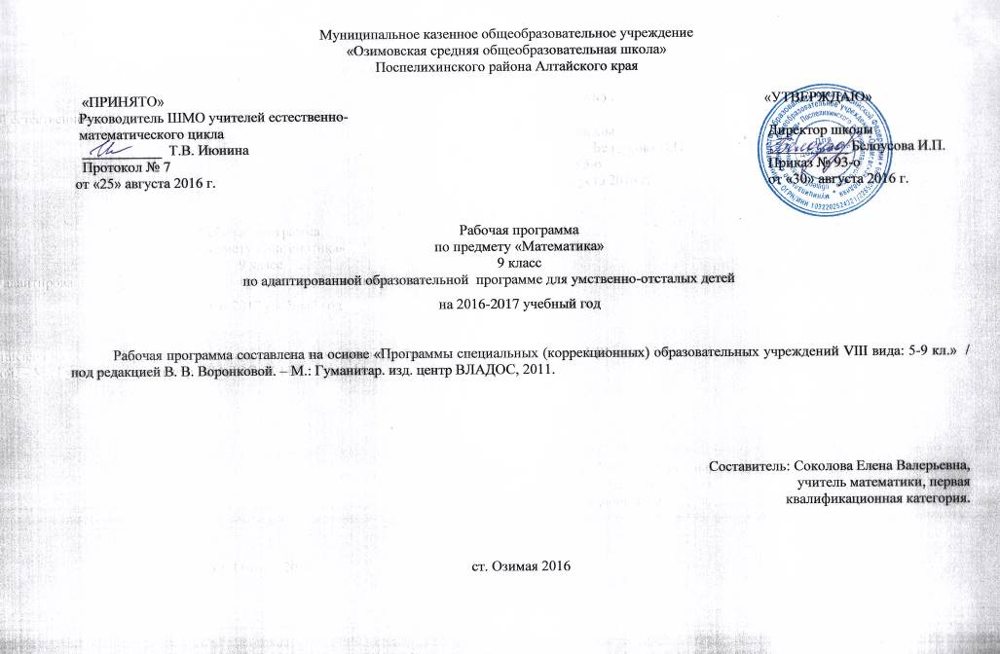 Муниципальное казенное общеобразовательное учреждение
«Озимовская средняя общеобразовательная школа»
Поспелихинского района Алтайского края
«ПРИНЯТО»
Руководитель ШМО учителей естественно-
математического цикла
Т.В. Июнина
Протокол № 7
от «25» августа 2016 г.
«УТВЕРЖДАЮ»
Директор школы
Белоусова И.П.
Приказ № 93-о
от «30» августа 2016 г.
Рабочая программа
по предмету «Математика»
9 класс
по адаптированной образовательной программе для умственно-отсталых детей
на 2016-2017 учебный год
Рабочая программа составлена на основе «Программы специальных (коррекционных) образовательных учреждений VIII вида: 5-9 кл.» /
под редакцией В. В. Воронковой. – М.: Гуманитар. изд. центр ВЛАДОС, 2011.
Составитель: Соколова Елена Валерьевна,
учитель математики, первая
квалификационная категория.
ст. Озимая 2016